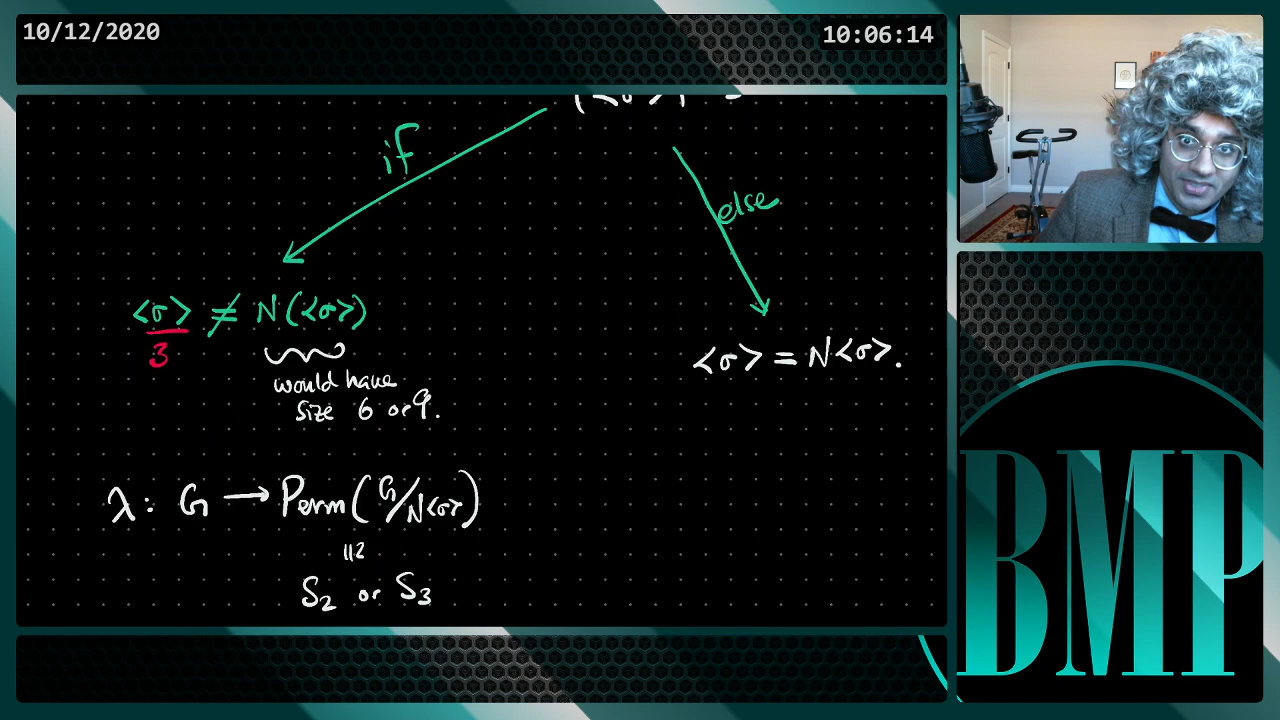 10/12/2020
10:06:14
|<σ>| =
if
else
<σ> ≠ N(<σ>)
3
would have
size 6 or 9.
<σ> = N<σ>.
λ: G → Perm(G/N<σ>)
≅
S₂ or S₃
BMP